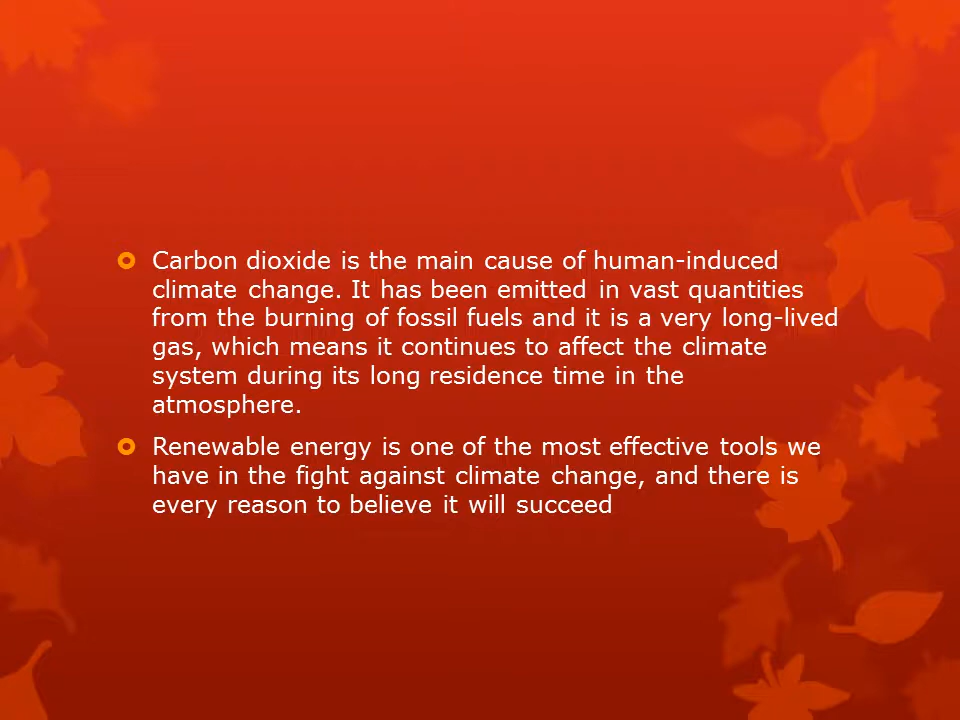 Carbon dioxide is the main cause of human-induced
climate change. It has been emitted in vast quantities
from the burning of fossil fuels and it is a very long-lived
gas, which means it continues to affect the climate
system during its long residence time in the
atmosphere.
Renewable energy is one of the most effective tools we
have in the fight against climate change, and there is
every reason to believe it will succeed